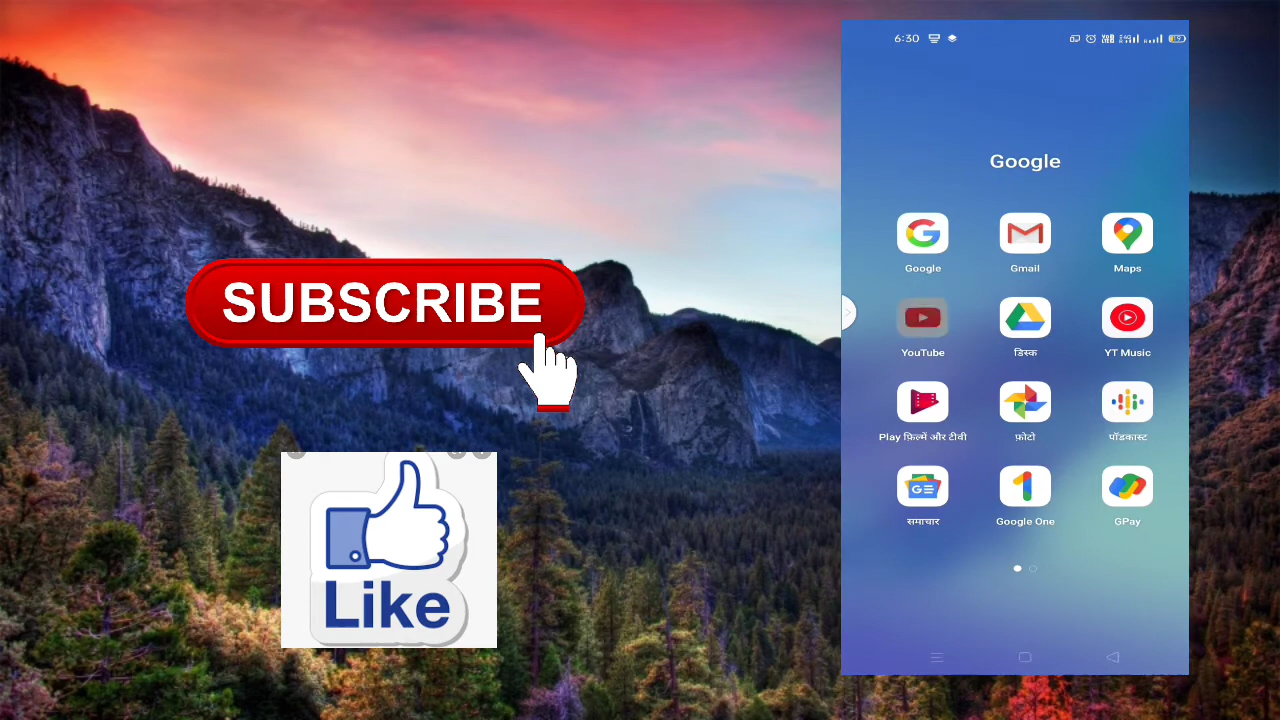 SUBSCRIBE
Like
6:30
Google
Google
Gmail
Maps
YouTube
डिस्क
YT Music
Play फ़िल्में और टीवी
फ़ोटो
पॉडकास्ट
समाचार
Google One
GPay